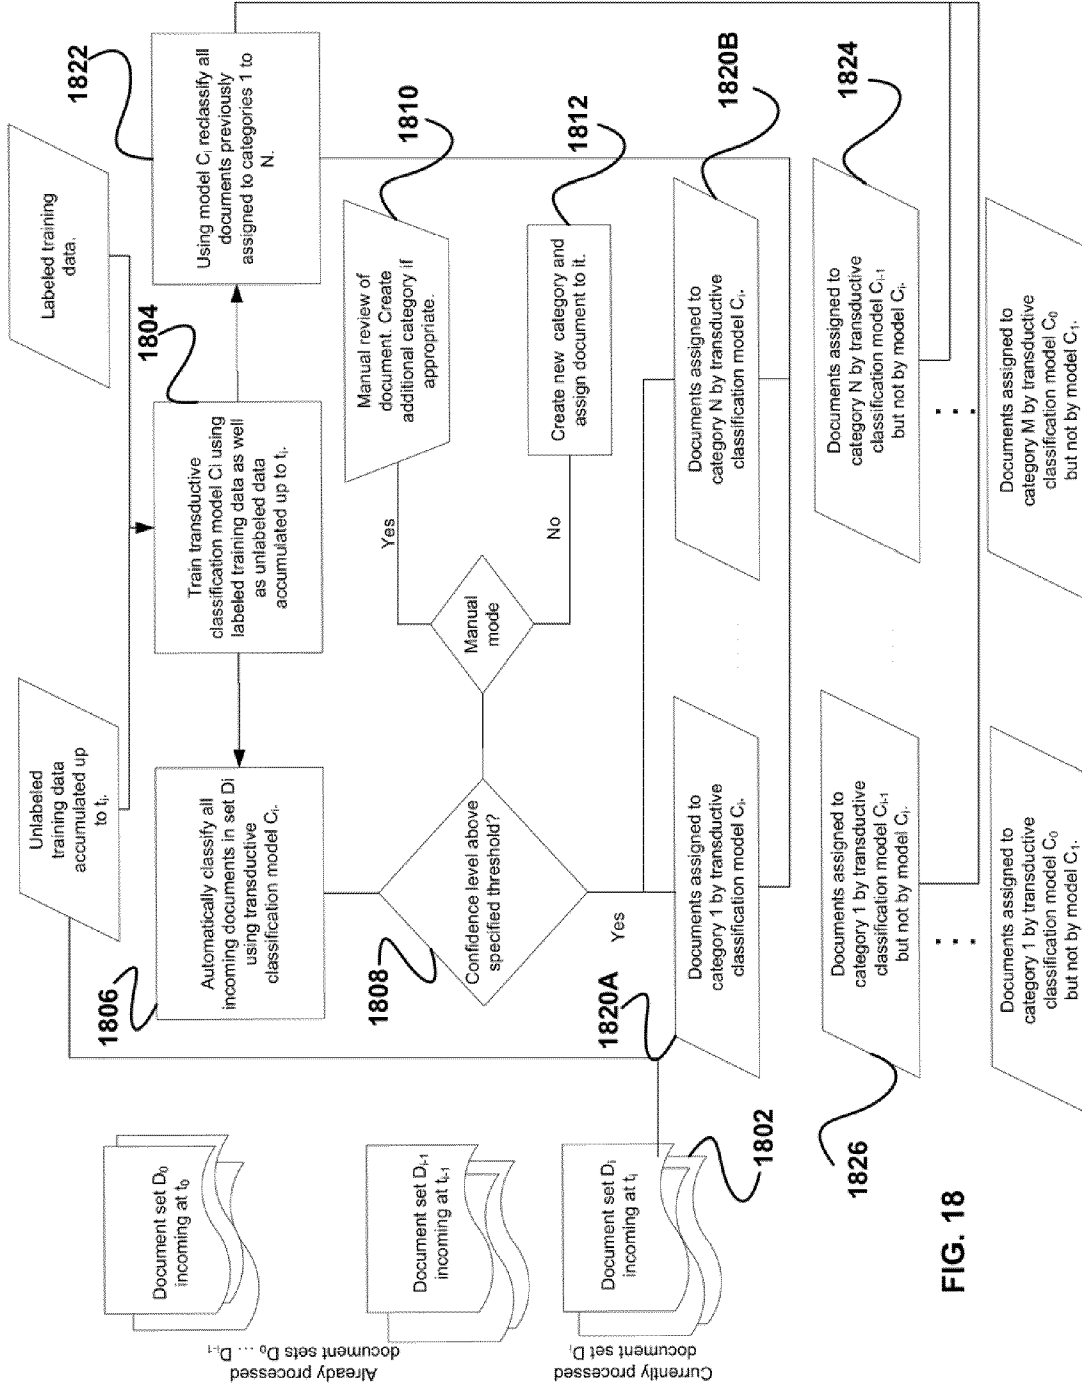 Already processed
document sets D₀ ... Dᵢ₋₁
Currently processed
document set Dᵢ
Document set D₀
incoming at t₀
Document set Dᵢ₋₁
incoming at tᵢ₋₁
Document set Dᵢ
incoming at tᵢ
1802
Unlabeled
training data
accumulated up
to tᵢ.
Labeled training
data.
1806
Automatically classify all
incoming documents in set Di
using transductive
classification model Cᵢ.
1804
Train transductive
classification model Ci using
labeled training data as well
as unlabeled data
accumulated up to tᵢ.
1822
Using model Cᵢ reclassify all
documents previously
assigned to categories 1 to
N.
1808
Confidence level above
specified threshold?
Yes
Manual
mode
Yes
No
1810
Manual review of
document. Create
additional category if
appropriate.
1812
Create new category and
assign document to it.
1820A
Documents assigned to
category 1 by transductive
classification model Cᵢ.
. . . . .
1820B
Documents assigned to
category N by transductive
classification model Cᵢ.
1826
Documents assigned to
category 1 by transductive
classification model Cᵢ₋₁
but not by model Cᵢ.
. . . . .
1824
Documents assigned to
category N by transductive
classification model Cᵢ₋₁
but not by model Cᵢ.
Documents assigned to
category 1 by transductive
classification model C₀
but not by model C₁.
Documents assigned to
category M by transductive
classification model C₀
but not by model C₁.
FIG. 18